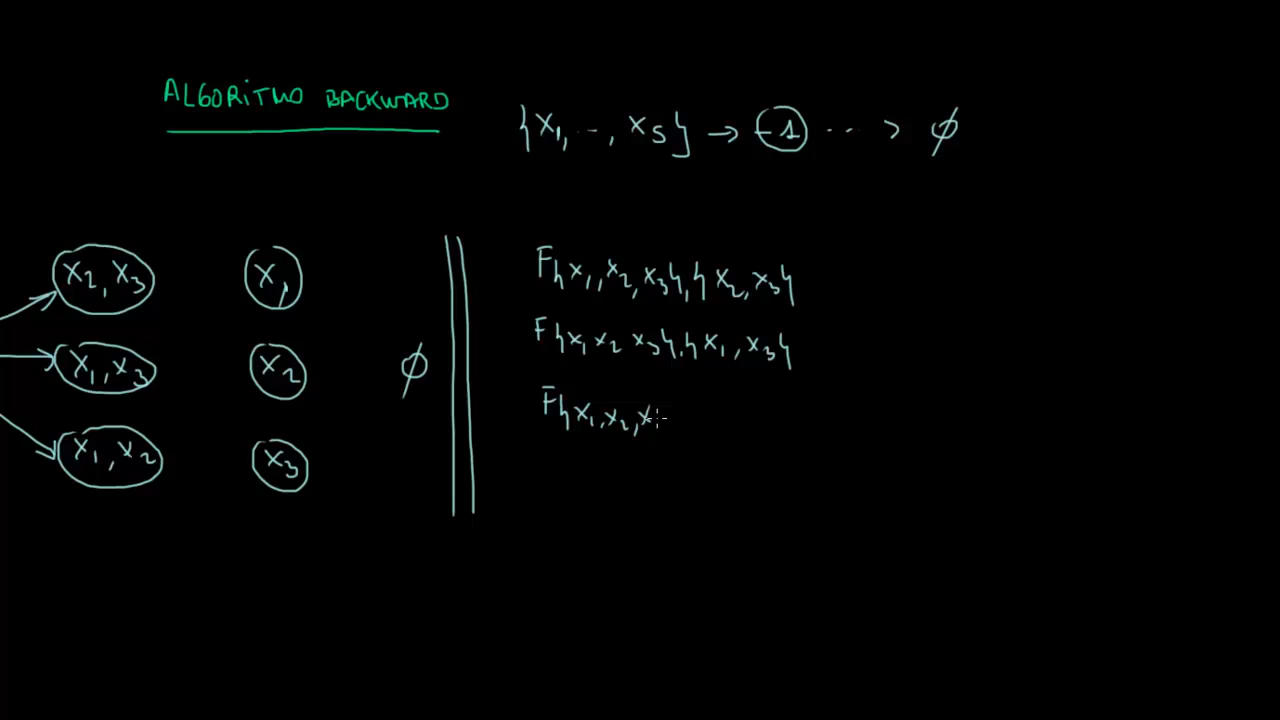 ALGORITMO BACKWARD
{x1, .., xs} → -1 ... > ∅
x2, x3
x1
x1, x3
x2
∅
x1, x2
x3
F{x1, x2, x3}, {x2, x3}
F{x1 x2 x3}, {x1, x3}
F{x1, x2, x